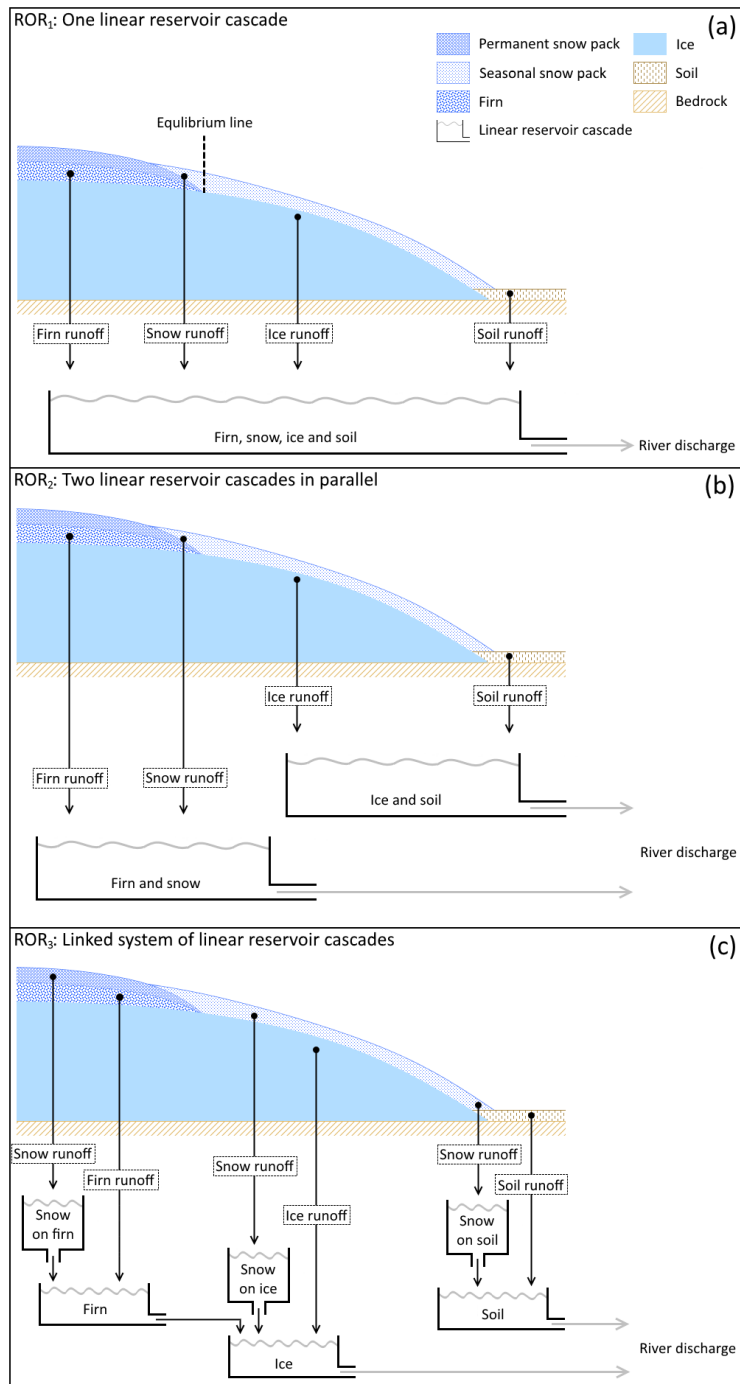 ROR₁: One linear reservoir cascade
(a)
Permanent snow pack
Ice
Seasonal snow pack
Soil
Firn
Bedrock
Linear reservoir cascade
Equlibrium line
Firn runoff
Snow runoff
Ice runoff
Soil runoff
Firn, snow, ice and soil
River discharge
ROR₂: Two linear reservoir cascades in parallel
(b)
Ice runoff
Soil runoff
Firn runoff
Snow runoff
Ice and soil
River discharge
Firn and snow
ROR₃: Linked system of linear reservoir cascades
(c)
Snow runoff
Firn runoff
Snow runoff
Ice runoff
Snow runoff
Soil runoff
Snow
on firn
Snow
on ice
Snow
on soil
Firn
Soil
Ice
River discharge